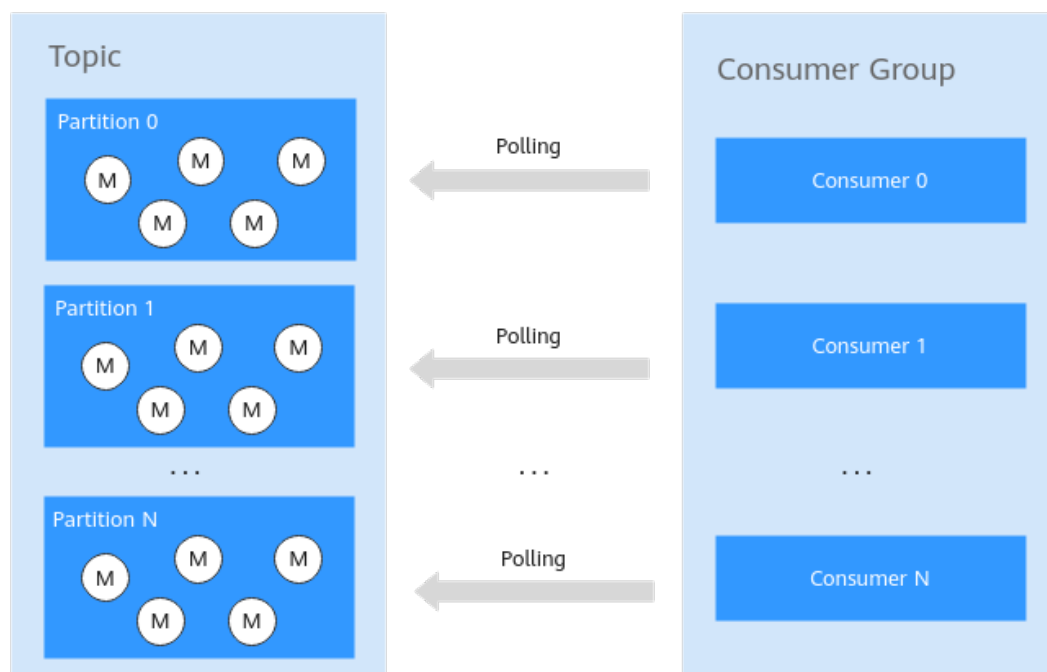 Topic
Partition 0
M
M
M
M
M
Partition 1
M
M
M
M
M
...
Partition N
M
M
M
M
M
Polling
Polling
...
Polling
Consumer Group
Consumer 0
Consumer 1
...
Consumer N